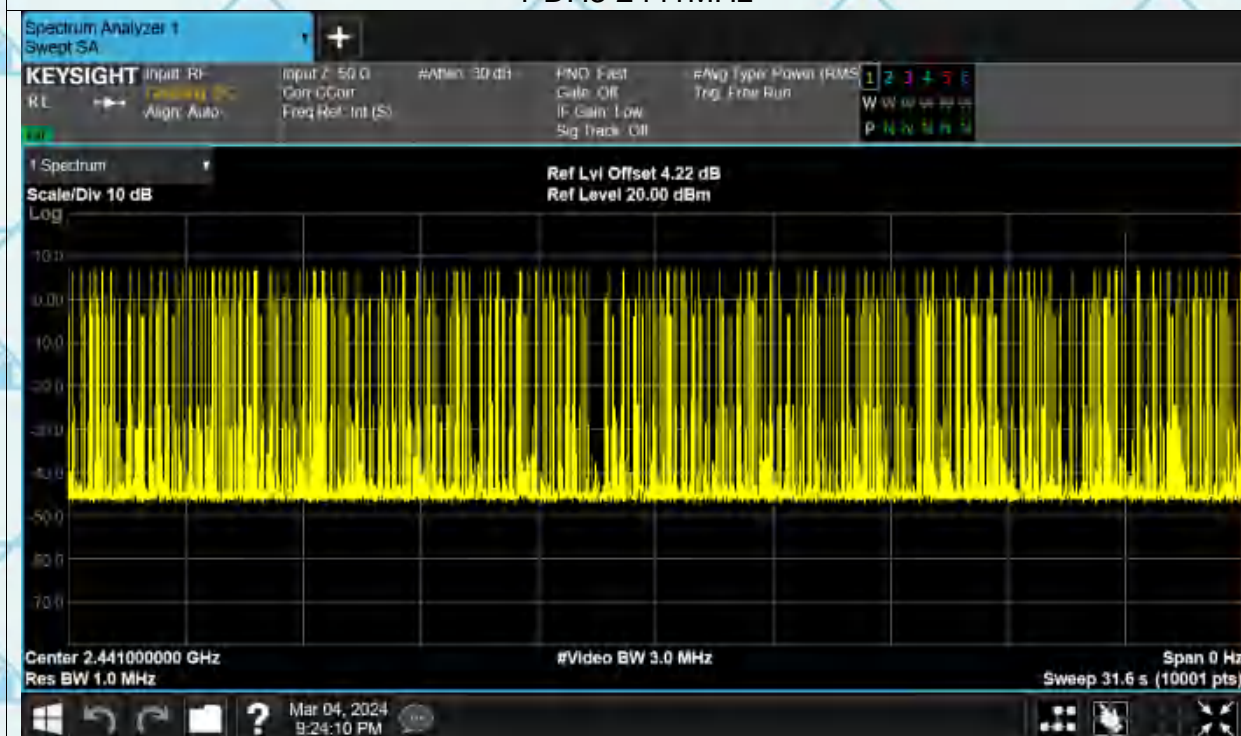 Spectrum Analyzer 1
Swept SA
+
KEYSIGHT Input: RF
RL
Align: Auto
Input Z: 50 Ω
Corr CCorr
Freq Ref: Int (S)
#Atten: 30 dB
PNO: Fast
Gate: Off
IF Gain: Low
Sig Track: Off
#Avg Type: Power (RMS
Trig: Free Run
1 2 3 4 5 6
W W W W W W
P N N N N N
1 Spectrum
Scale/Div 10 dB
Ref Lvl Offset 4.22 dB
Ref Level 20.00 dBm
Log
10.0
0.00
-10.0
-20.0
-30.0
-40.0
-50.0
-60.0
-70.0
Center 2.441000000 GHz
Res BW 1.0 MHz
#Video BW 3.0 MHz
Span 0 Hz
Sweep 31.6 s (10001 pts)
?
Mar 04, 2024
9:24:10 PM